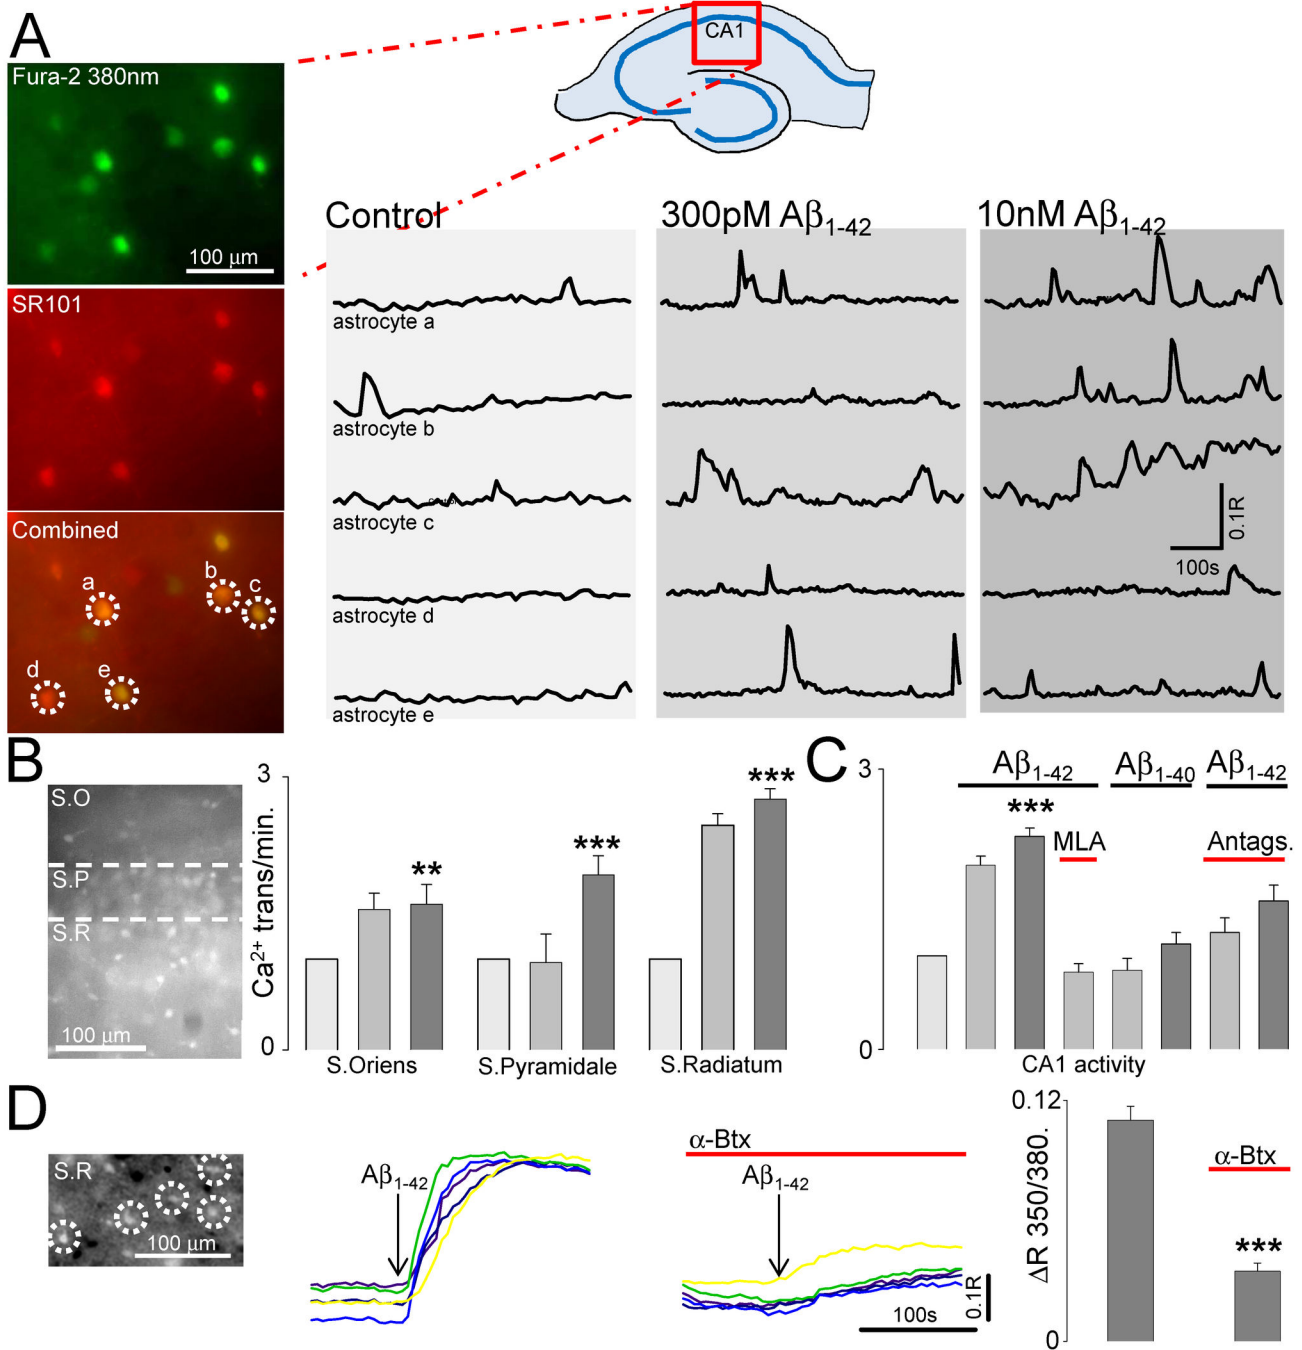 A
CA1
Fura-2 380nm
100 μm
SR101
Combined
a
b
c
d
e
Control
300pM Aβ1-42
10nM Aβ1-42
astrocyte a
astrocyte b
astrocyte c
astrocyte d
astrocyte e
0.1R
100s
B
S.O
S.P
S.R
100 μm
Ca2+ trans/min.
3
0
**
***
***
S.Oriens
S.Pyramidale
S.Radiatum
C
3
0
Aβ1-42
Aβ1-40
Aβ1-42
***
MLA
Antags.
CA1 activity
D
S.R
100 μm
Aβ1-42
α-Btx
Aβ1-42
0.1R
100s
0.12
0
ΔR 350/380.
α-Btx
***